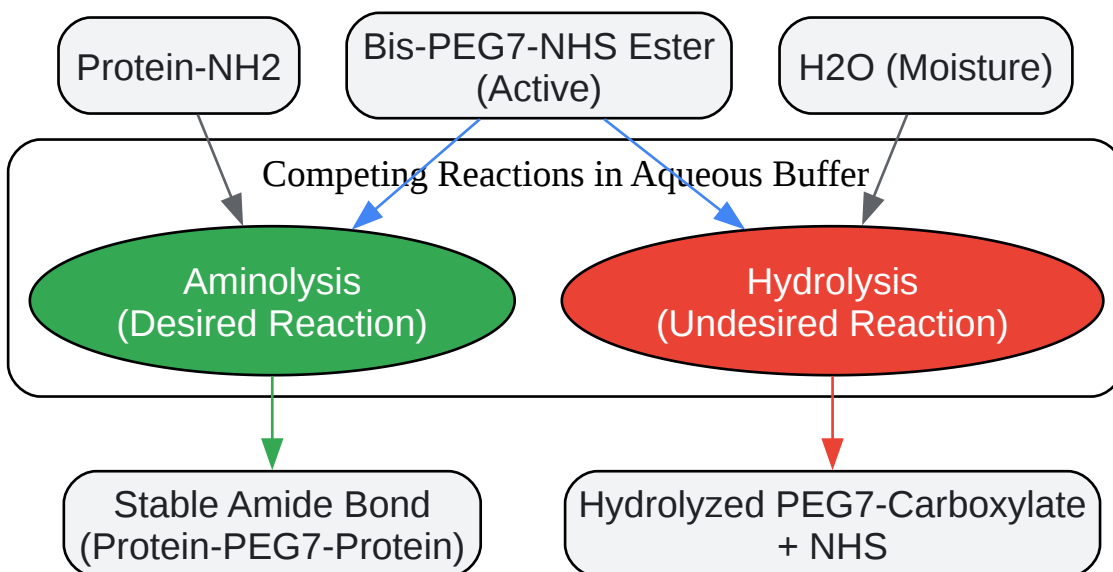 Protein-NH2
Bis-PEG7-NHS Ester
(Active)
H2O (Moisture)
Competing Reactions in Aqueous Buffer
Aminolysis
(Desired Reaction)
Hydrolysis
(Undesired Reaction)
Stable Amide Bond
(Protein-PEG7-Protein)
Hydrolyzed PEG7-Carboxylate
+ NHS